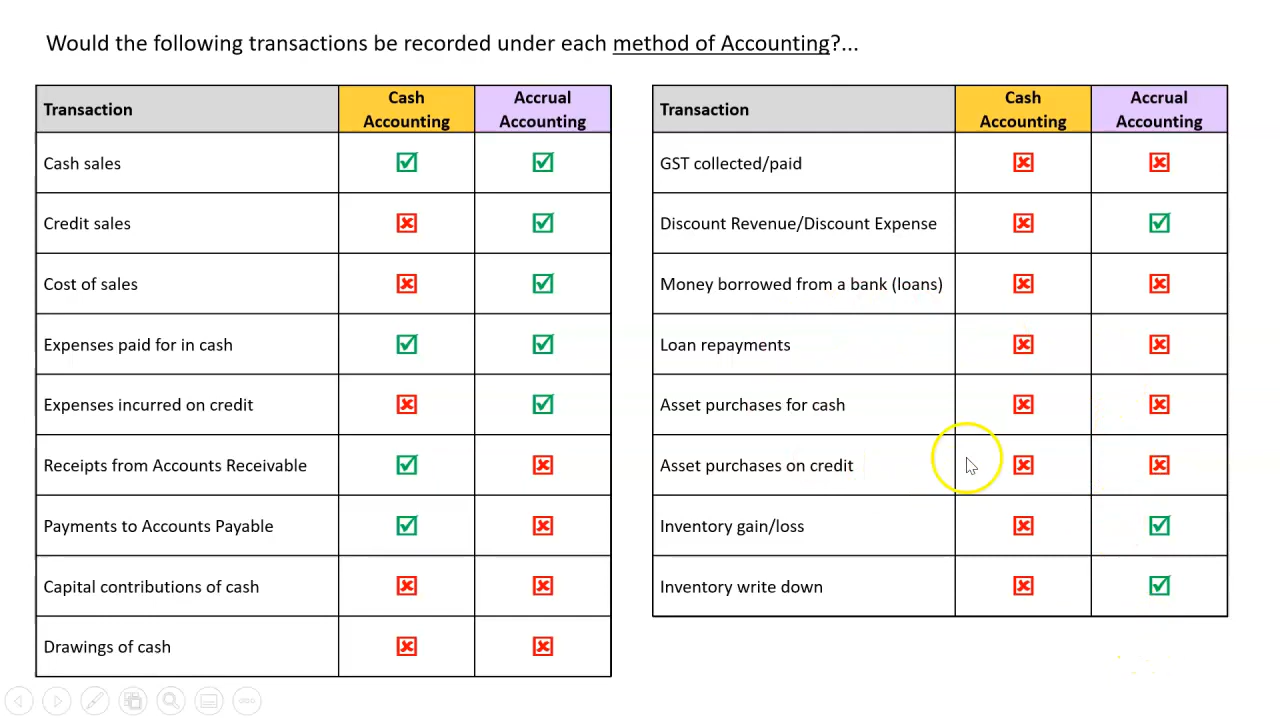 Would the following transactions be recorded under each method of Accounting?...
Transaction
Cash
Accounting
Accrual
Accounting
Cash sales
Credit sales
Cost of sales
Expenses paid for in cash
Expenses incurred on credit
Receipts from Accounts Receivable
Payments to Accounts Payable
Capital contributions of cash
Drawings of cash
Transaction
Cash
Accounting
Accrual
Accounting
GST collected/paid
Discount Revenue/Discount Expense
Money borrowed from a bank (loans)
Loan repayments
Asset purchases for cash
Asset purchases on credit
Inventory gain/loss
Inventory write down